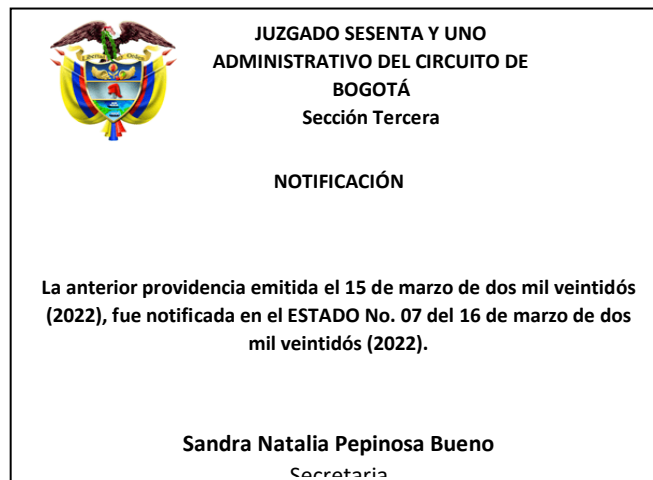 JUZGADO SESENTA Y UNO
ADMINISTRATIVO DEL CIRCUITO DE
BOGOTÁ
Sección Tercera
NOTIFICACIÓN
La anterior providencia emitida el 15 de marzo de dos mil veintidós
(2022), fue notificada en el ESTADO No. 07 del 16 de marzo de dos
mil veintidós (2022).
Sandra Natalia Pepinosa Bueno
Secretaria